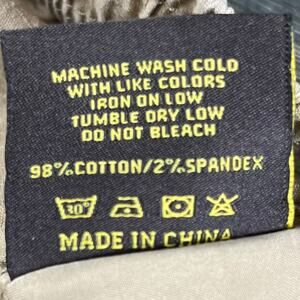 MACHINE WASH COLD
WITH LIKE COLORS
IRON ON LOW
TUMBLE DRY LOW
DO NOT BLEACH
98%COTTON/2%SPANDEX
30°
MADE IN CHINA